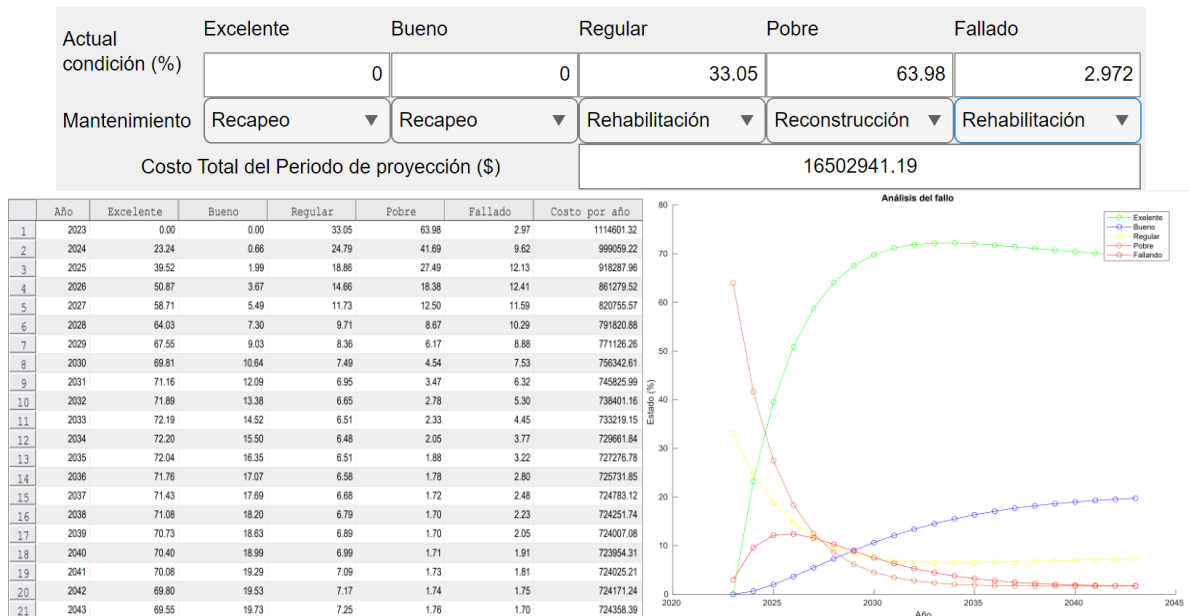 Actual condición (%) Excelente Bueno Regular Pobre Fallado
0 0 33.05 63.98 2.972
Mantenimiento Recapeo Recapeo Rehabilitación Reconstrucción Rehabilitación
Costo Total del Periodo de proyección ($) 16502941.19
Año Excelente Bueno Regular Pobre Fallado Costo por año
1 2023 0.00 0.00 33.05 63.98 2.97 1114601.32
2 2024 23.24 0.66 24.79 41.69 9.62 999059.22
3 2025 39.52 1.99 18.86 27.49 12.13 918287.96
4 2026 50.87 3.67 14.66 18.38 12.41 861279.52
5 2027 58.71 5.49 11.73 12.50 11.59 820755.57
6 2028 64.03 7.30 9.71 8.67 10.29 791820.88
7 2029 67.55 9.03 8.36 6.17 8.88 771126.26
8 2030 69.81 10.64 7.49 4.54 7.53 756342.61
9 2031 71.16 12.09 6.95 3.47 6.32 745825.99
10 2032 71.89 13.38 6.65 2.78 5.30 738401.16
11 2033 72.19 14.52 6.51 2.33 4.45 733219.15
12 2034 72.20 15.50 6.48 2.05 3.77 729661.84
13 2035 72.04 16.35 6.51 1.88 3.22 727276.78
14 2036 71.76 17.07 6.58 1.78 2.80 725731.85
15 2037 71.43 17.69 6.68 1.72 2.48 724783.12
16 2038 71.08 18.20 6.79 1.70 2.23 724251.74
17 2039 70.73 18.63 6.89 1.70 2.05 724007.08
18 2040 70.40 18.99 6.99 1.71 1.91 723954.31
19 2041 70.08 19.29 7.09 1.73 1.81 724025.21
20 2042 69.80 19.53 7.17 1.74 1.75 724171.24
21 2043 69.55 19.73 7.25 1.76 1.70 724358.39
Análisis del fallo
Exelente
Bueno
Regular
Pobre
Fallando
Estado (%)
80
70
60
50
40
30
20
10
0
2020 2025 2030 2035 2040 2045
Año